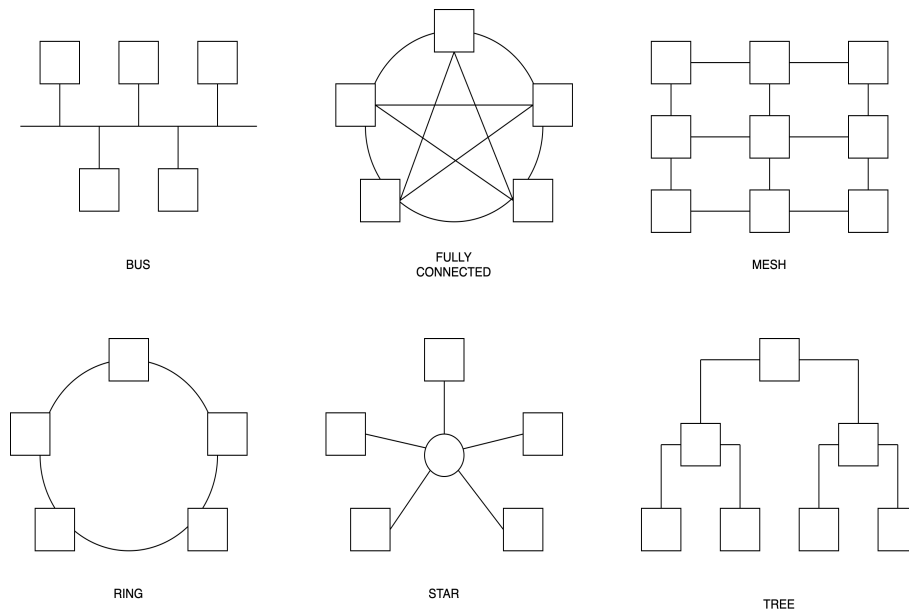 BUS
FULLY
CONNECTED
MESH
RING
STAR
TREE